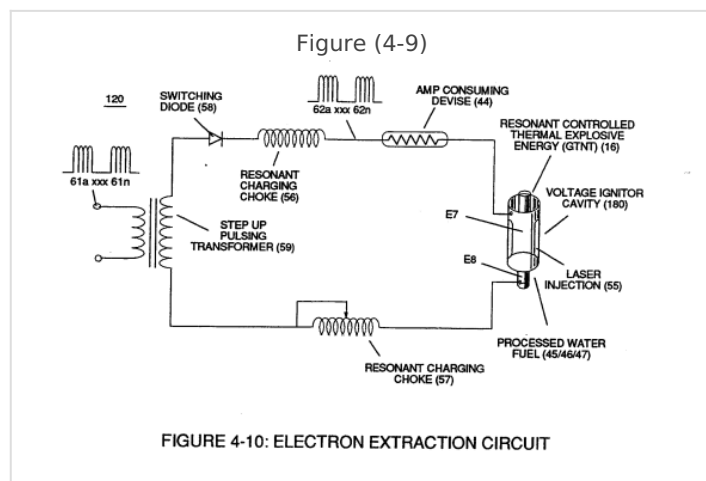 Figure (4-9)
120
SWITCHING
DIODE (58)
62a xxx 62n
AMP CONSUMING
DEVISE (44)
RESONANT CONTROLLED
THERMAL EXPLOSIVE
ENERGY (GTNT) (16)
61a xxx 61n
RESONANT
CHARGING
CHOKE (56)
VOLTAGE IGNITOR
CAVITY (180)
E7
STEP UP
PULSING
TRANSFORMER (59)
E8
LASER
INJECTION (55)
PROCESSED WATER
FUEL (45/46/47)
RESONANT CHARGING
CHOKE (57)
FIGURE 4-10: ELECTRON EXTRACTION CIRCUIT